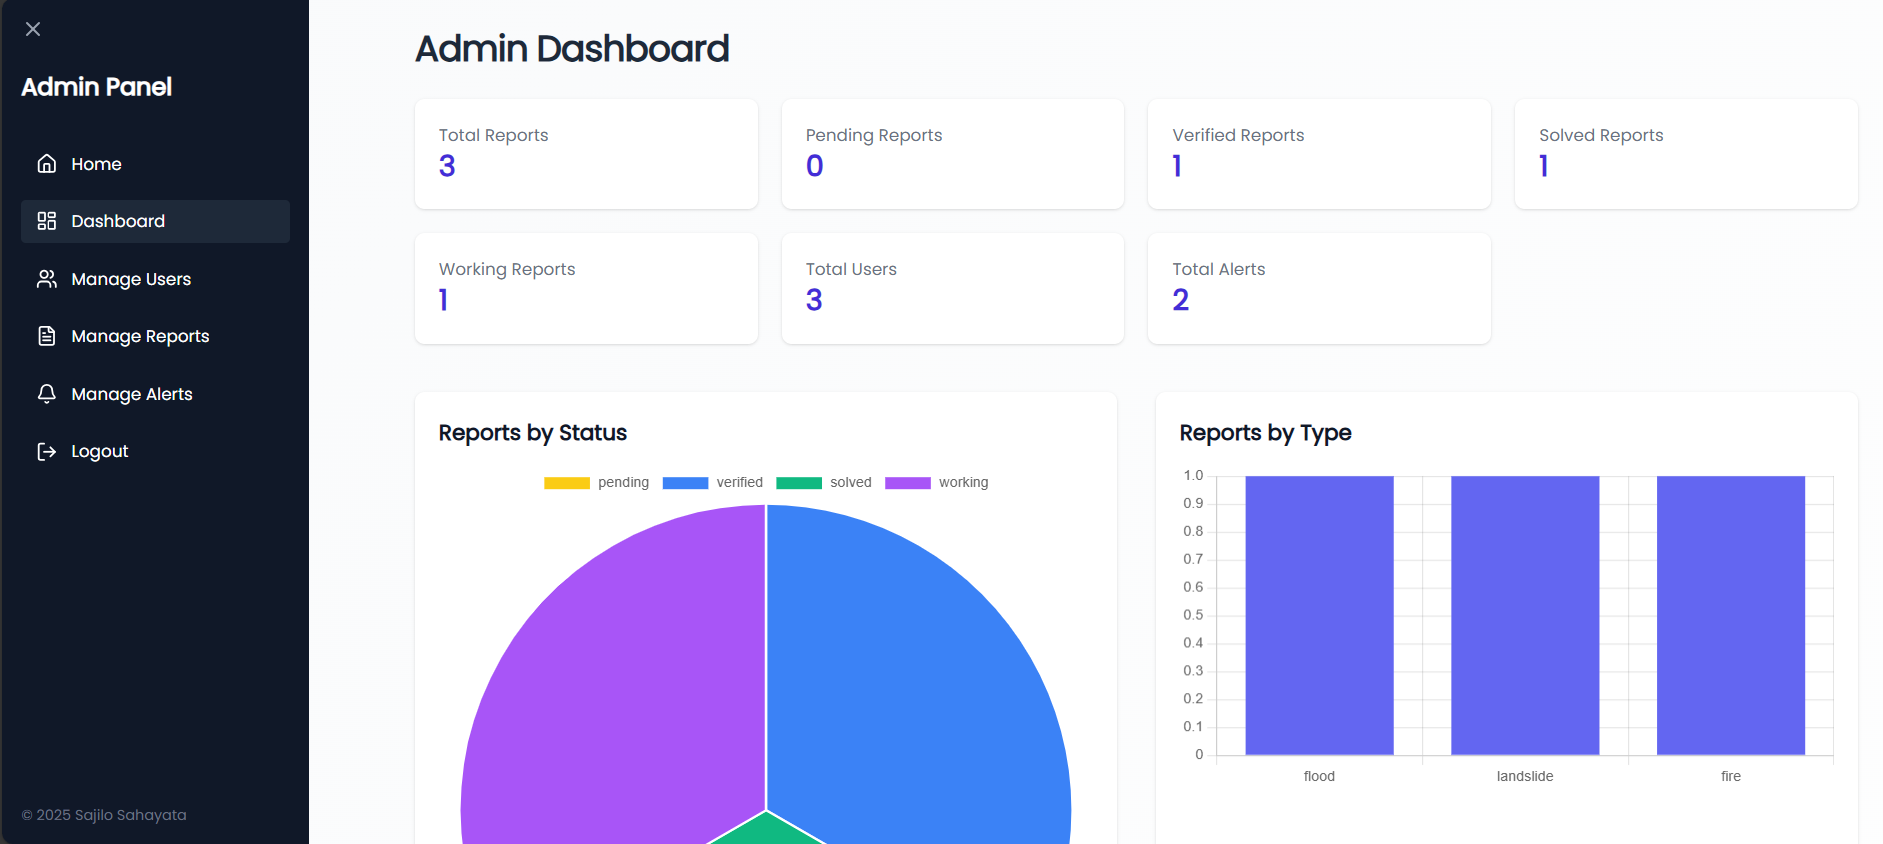 Admin Panel
Home
Dashboard
Manage Users
Manage Reports
Manage Alerts
Logout
© 2025 Sajilo Sahayata
Admin Dashboard
Total Reports
3
Pending Reports
0
Verified Reports
1
Solved Reports
1
Working Reports
1
Total Users
3
Total Alerts
2
Reports by Status
pending verified solved working
Reports by Type
1.0
0.9
0.8
0.7
0.6
0.5
0.4
0.3
0.2
0.1
0
flood landslide fire